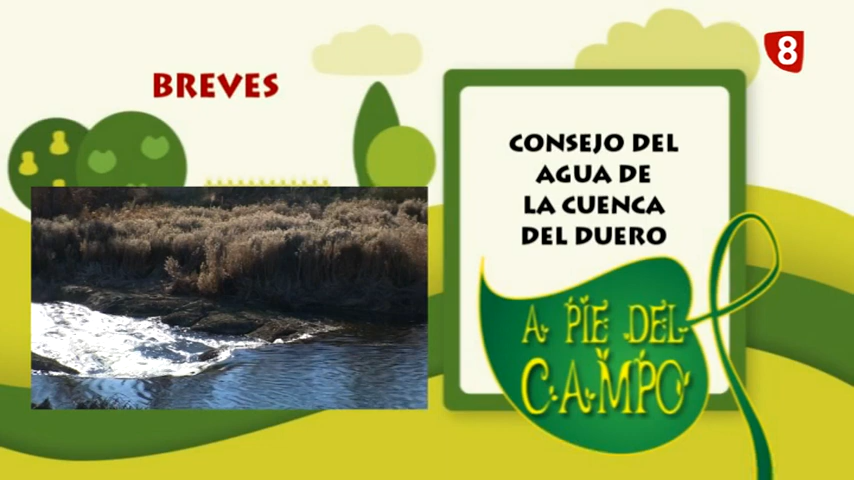 BREVES
8
CONSEJO DEL
AGUA DE
LA CUENCA
DEL DUERO
A PIE DEL
CAMPO